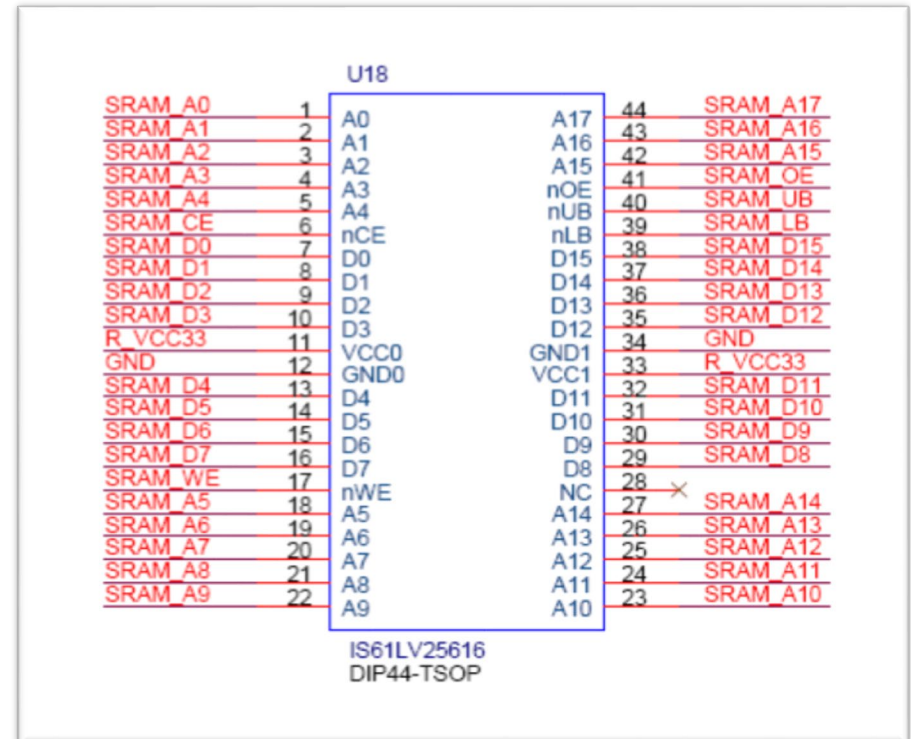 U18
SRAM_A0 1 A0 A17 44 SRAM_A17
SRAM_A1 2 A1 A16 43 SRAM_A16
SRAM_A2 3 A2 A15 42 SRAM_A15
SRAM_A3 4 A3 nOE 41 SRAM_OE
SRAM_A4 5 A4 nUB 40 SRAM_UB
SRAM_CE 6 nCE nLB 39 SRAM_LB
SRAM_D0 7 D0 D15 38 SRAM_D15
SRAM_D1 8 D1 D14 37 SRAM_D14
SRAM_D2 9 D2 D13 36 SRAM_D13
SRAM_D3 10 D3 D12 35 SRAM_D12
R_VCC33 11 VCC0 GND1 34 GND
GND 12 GND0 VCC1 33 R_VCC33
SRAM_D4 13 D4 D11 32 SRAM_D11
SRAM_D5 14 D5 D10 31 SRAM_D10
SRAM_D6 15 D6 D9 30 SRAM_D9
SRAM_D7 16 D7 D8 29 SRAM_D8
SRAM_WE 17 nWE NC 28
SRAM_A5 18 A5 A14 27 SRAM_A14
SRAM_A6 19 A6 A13 26 SRAM_A13
SRAM_A7 20 A7 A12 25 SRAM_A12
SRAM_A8 21 A8 A11 24 SRAM_A11
SRAM_A9 22 A9 A10 23 SRAM_A10
IS61LV25616
DIP44-TSOP